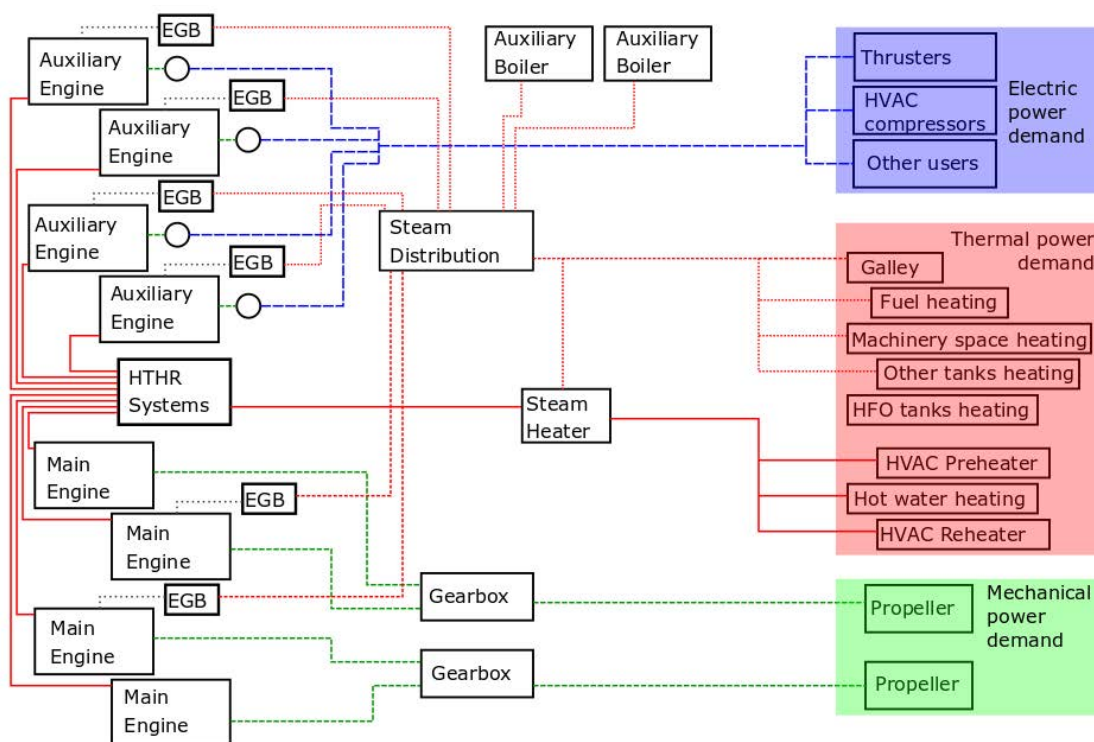 EGB
Auxiliary
Engine
EGB
Auxiliary
Engine
EGB
Auxiliary
Engine
EGB
Auxiliary
Engine
Auxiliary
Boiler
Auxiliary
Boiler
Steam
Distribution
HTHR
Systems
Steam
Heater
Main
Engine
EGB
Main
Engine
EGB
Main
Engine
Main
Engine
Gearbox
Gearbox
Thrusters
HVAC
compressors
Other users
Electric
power
demand
Thermal power
demand
Galley
Fuel heating
Machinery space heating
Other tanks heating
HFO tanks heating
HVAC Preheater
Hot water heating
HVAC Reheater
Propeller
Mechanical
power
demand
Propeller